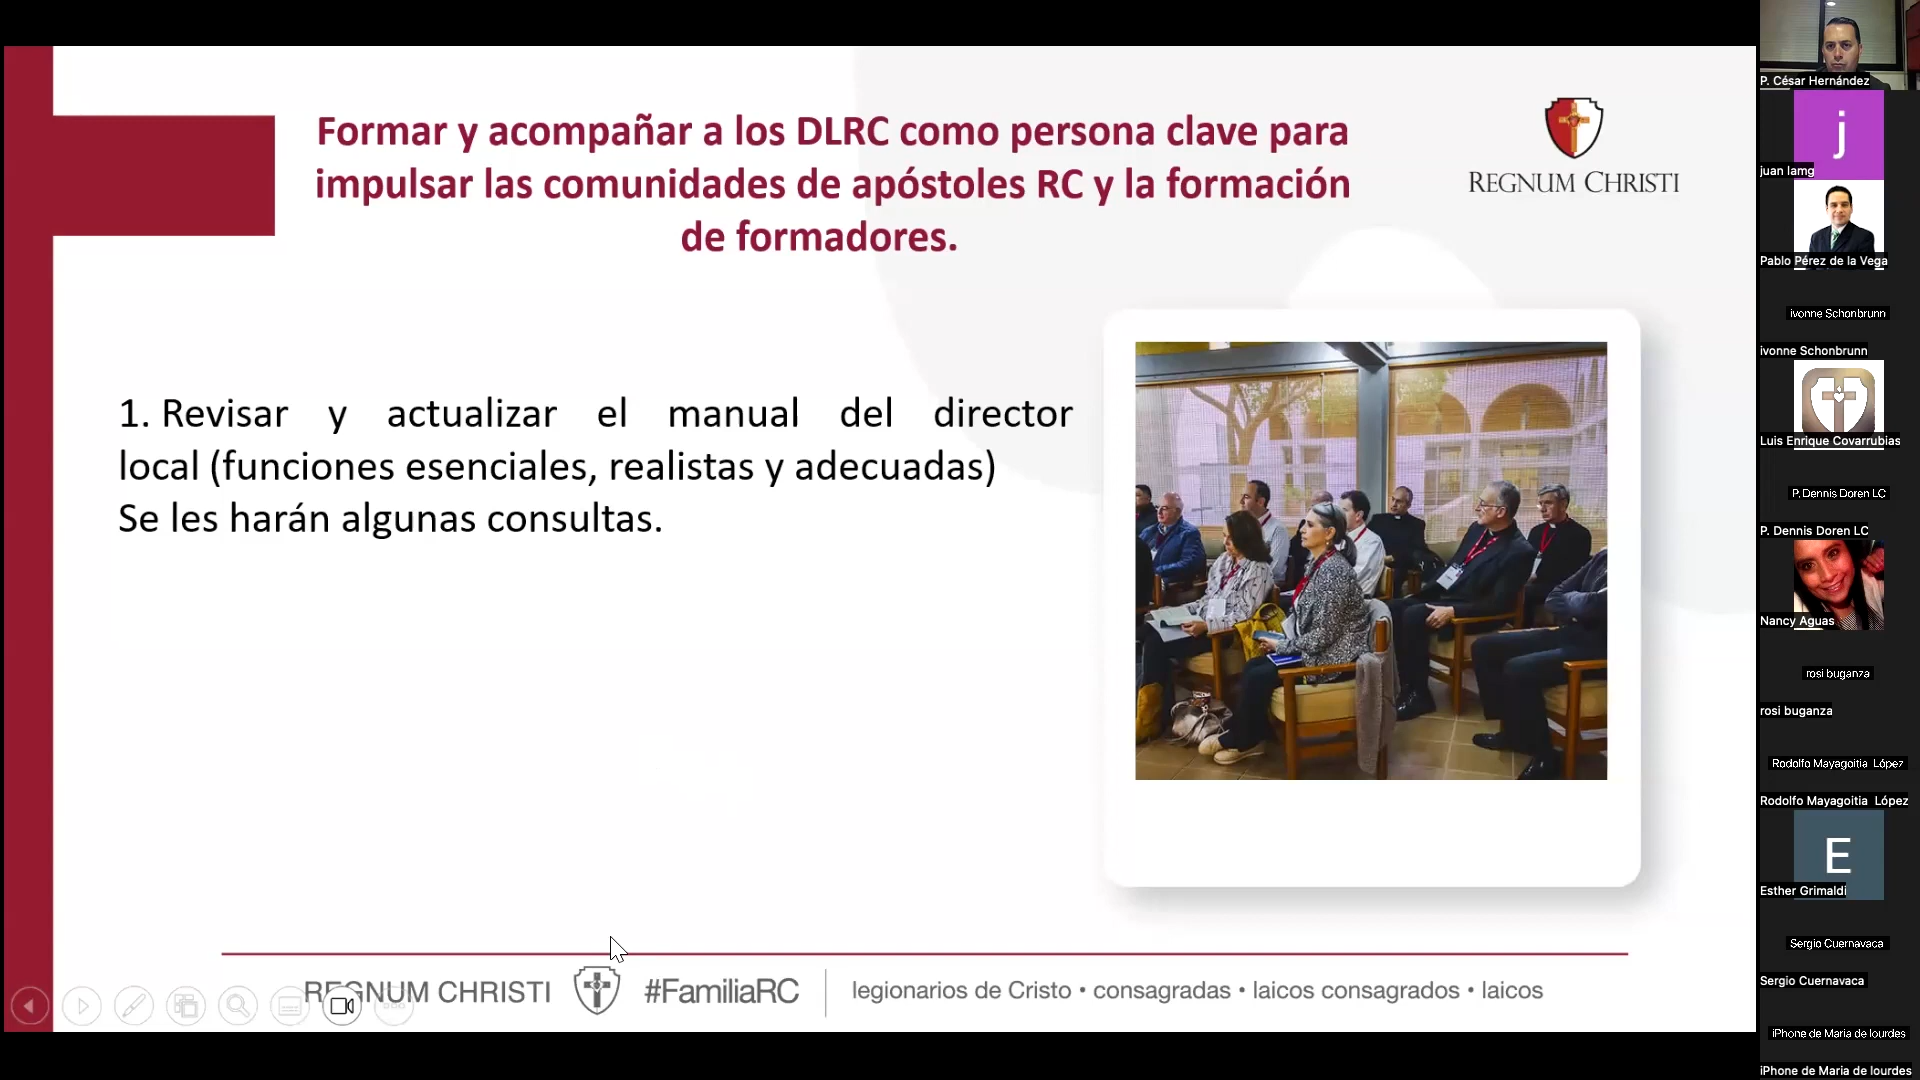 Formar y acompañar a los DLRC como persona clave para
impulsar las comunidades de apóstoles RC y la formación
de formadores.
REGNUM CHRISTI
1. Revisar y actualizar el manual del director
local (funciones esenciales, realistas y adecuadas)
Se les harán algunas consultas.
REGNUM CHRISTI #FamiliaRC legionarios de Cristo • consagradas • laicos consagrados • laicos
P. César Hernández
j
juan lamg
Pablo Pérez de la Vega
ivonne Schonbrunn
ivonne Schonbrunn
Luis Enrique Covarrubias
P. Dennis Doren LC
P. Dennis Doren LC
Nancy Aguas
rosi buganza
rosi buganza
Rodolfo Mayagoitia López
Rodolfo Mayagoitia López
E
Esther Grimaldi
Sergio Cuernavaca
Sergio Cuernavaca
iPhone de Maria de lourdes
iPhone de Maria de lourdes